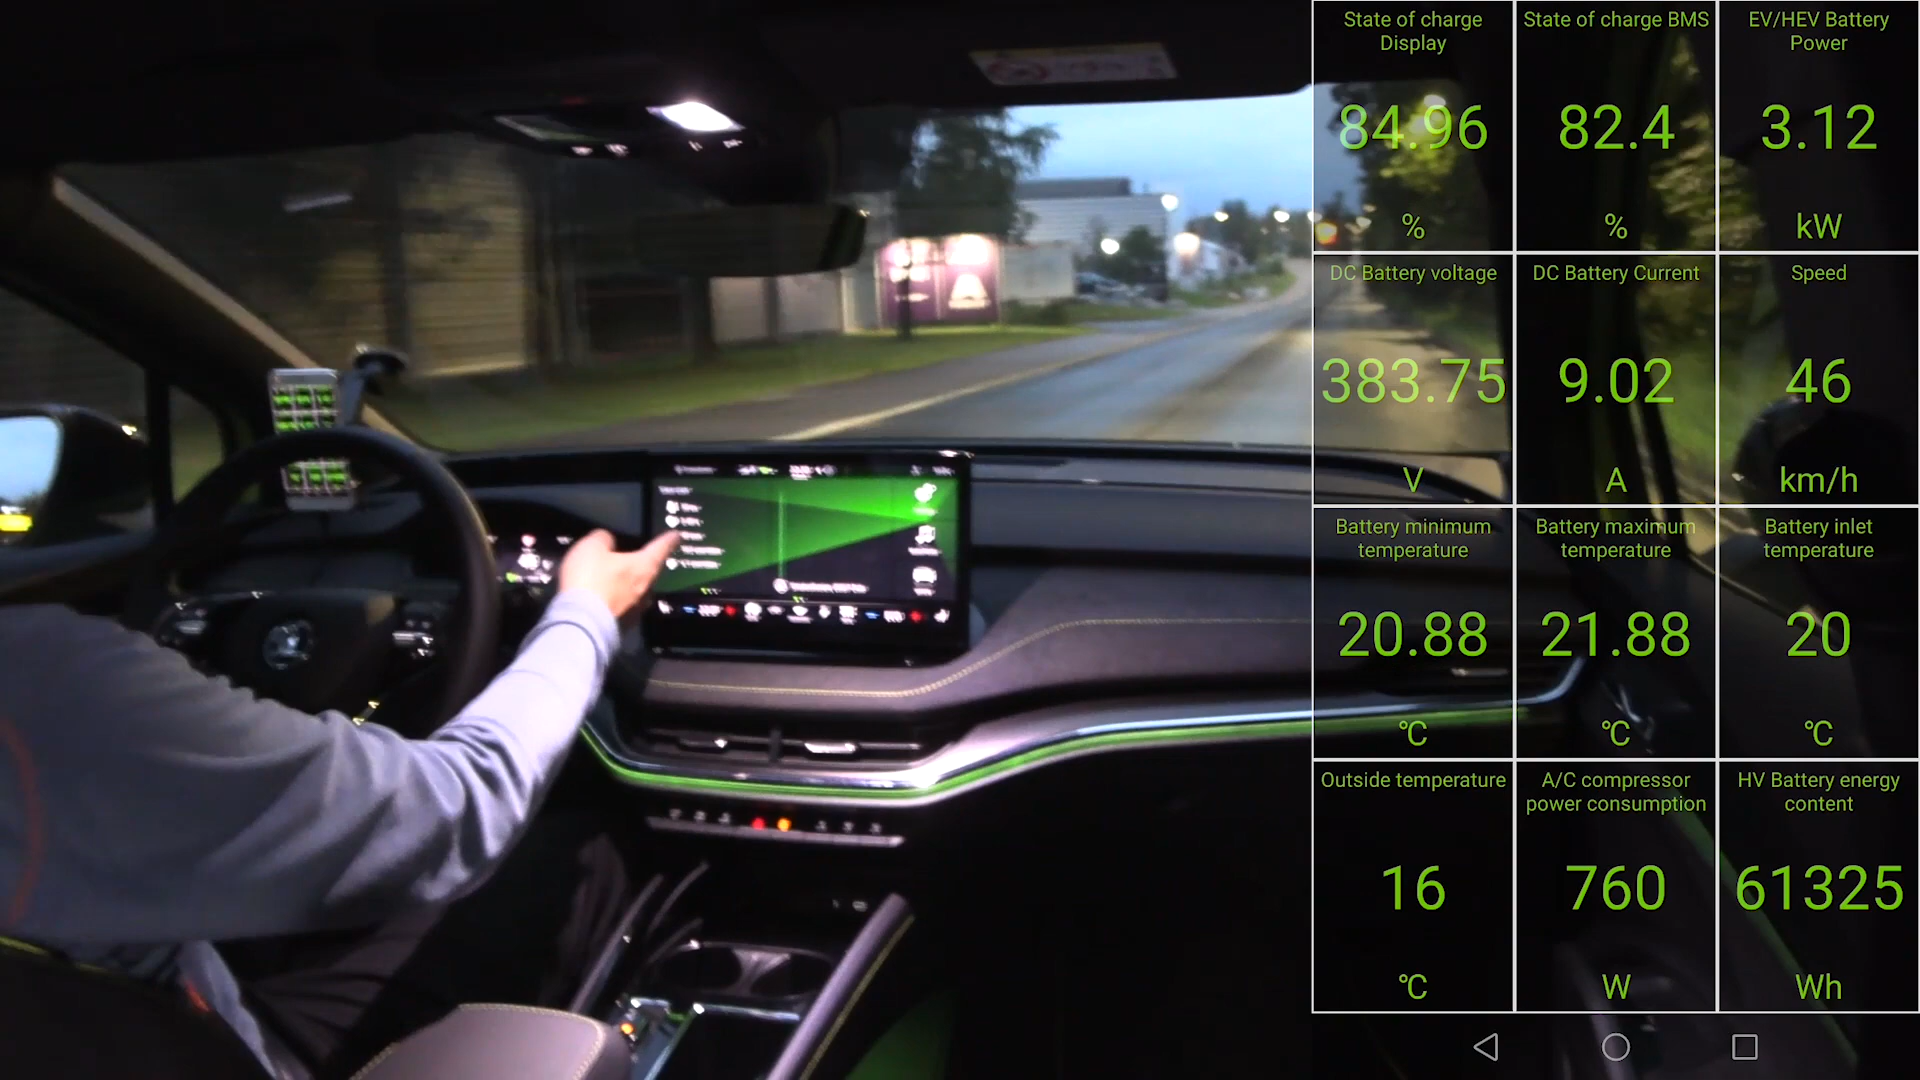 State of charge
Display
84.96
%
State of charge BMS
82.4
%
EV/HEV Battery
Power
3.12
kW
DC Battery voltage
383.75
V
DC Battery Current
9.02
A
Speed
46
km/h
Battery minimum
temperature
20.88
℃
Battery maximum
temperature
21.88
℃
Battery inlet
temperature
20
℃
Outside temperature
16
℃
A/C compressor
power consumption
760
W
HV Battery energy
content
61325
Wh